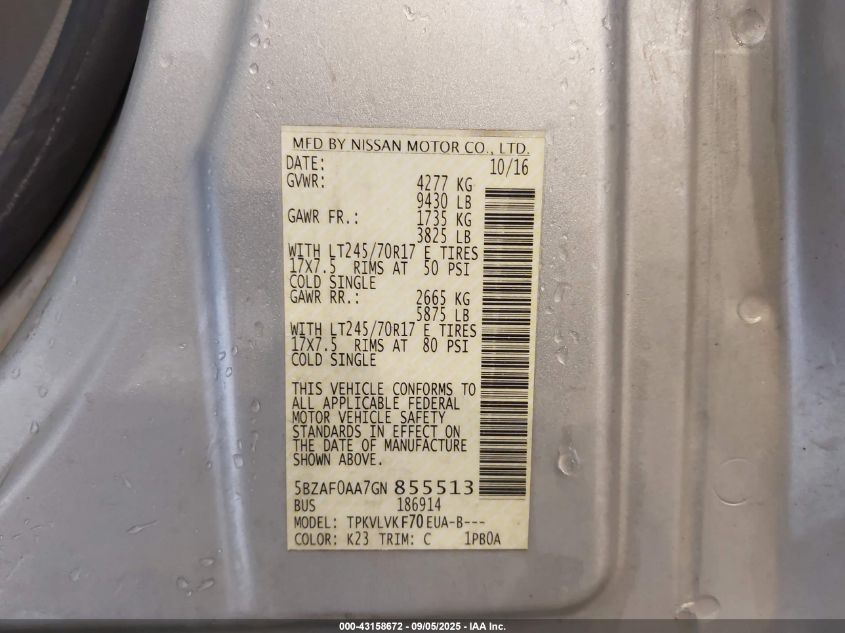 MFD BY NISSAN MOTOR CO., LTD.
DATE: 10/16
GVWR: 4277 KG
9430 LB
GAWR FR.: 1735 KG
3825 LB
WITH LT245/70R17 E TIRES
17X7.5 RIMS AT 50 PSI
COLD SINGLE
GAWR RR.: 2665 KG
5875 LB
WITH LT245/70R17 E TIRES
17X7.5 RIMS AT 80 PSI
COLD SINGLE
THIS VEHICLE CONFORMS TO
ALL APPLICABLE FEDERAL
MOTOR VEHICLE SAFETY
STANDARDS IN EFFECT ON
THE DATE OF MANUFACTURE
SHOWN ABOVE.
5BZAF0AA7GN 855513
BUS 186914
MODEL: TPKVLVKF70EUA-B---
COLOR: K23 TRIM: C 1PB0A
000-43158672 - 09/05/2025 - IAA Inc.